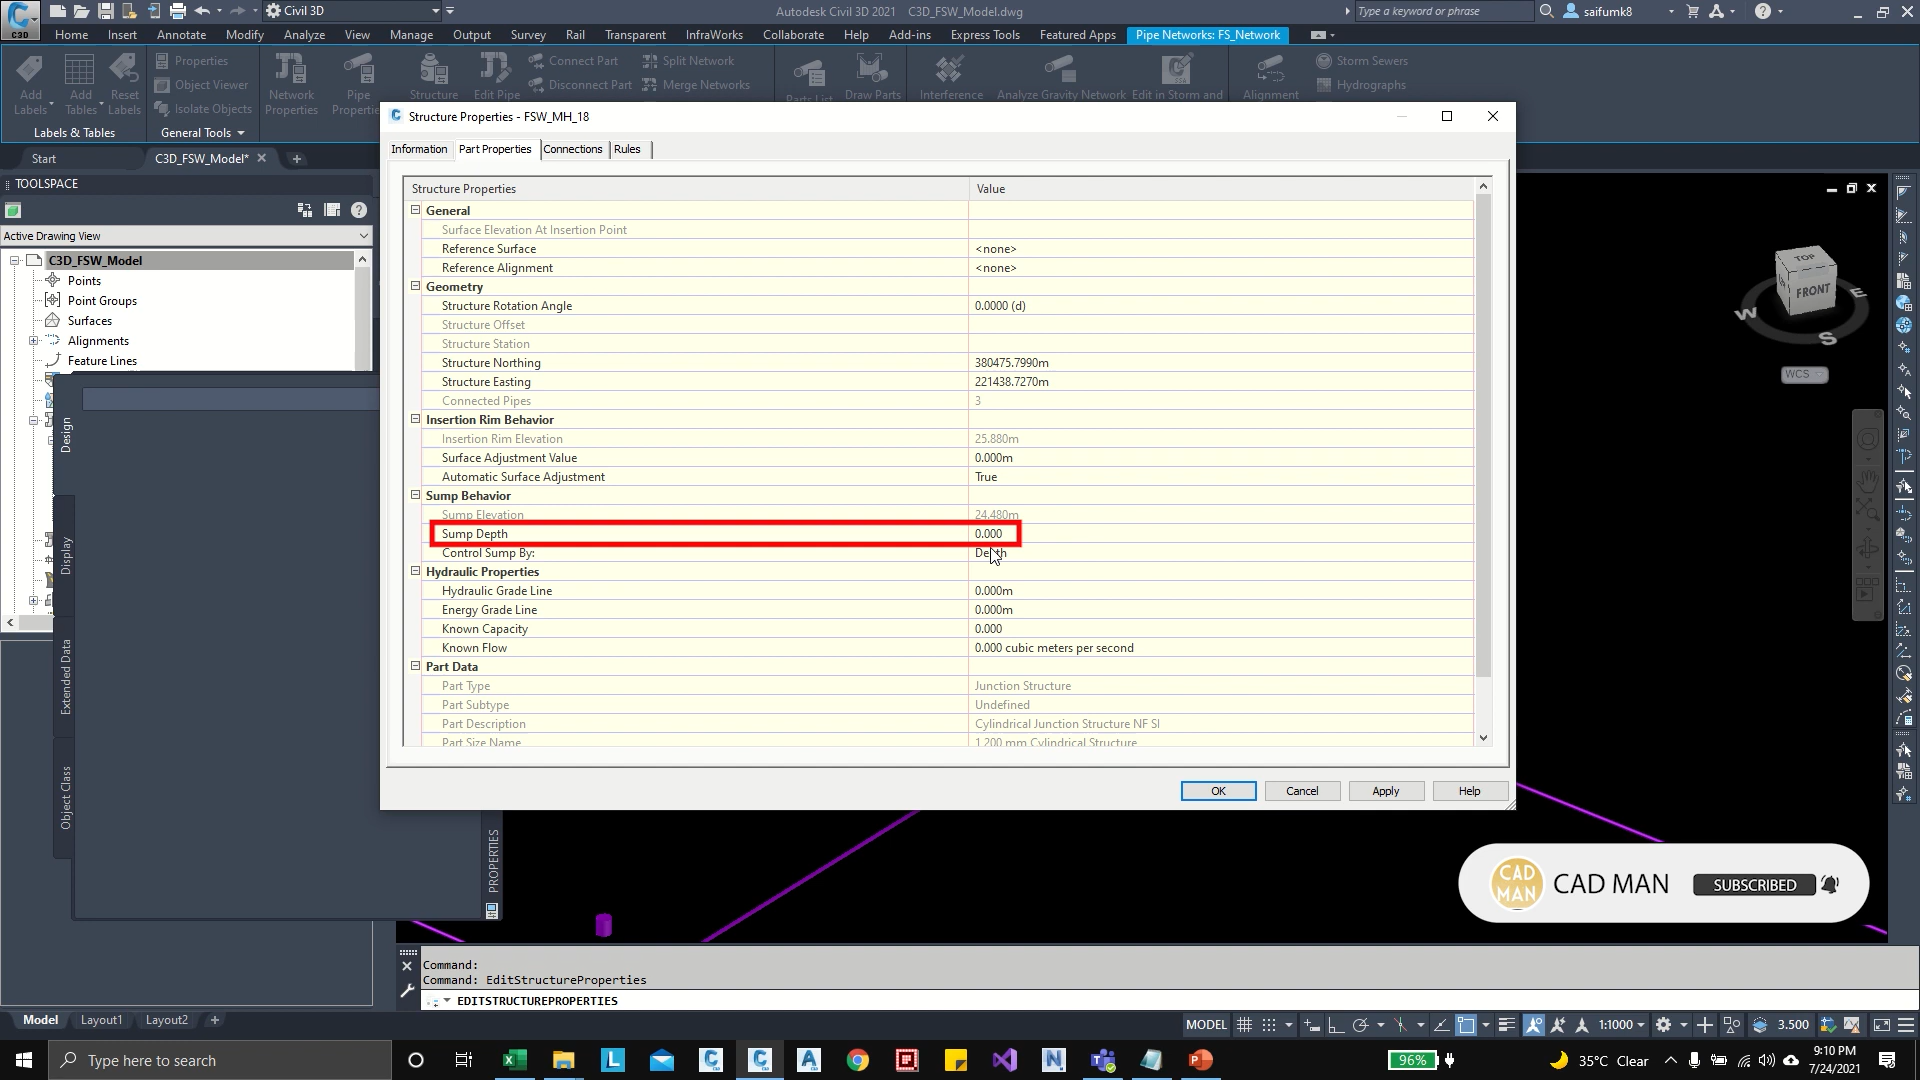 C3D
Civil 3D
Autodesk Civil 3D 2021 C3D_FSW_Model.dwg
Type a keyword or phrase
saifumk8
Home Insert Annotate Modify Analyze View Manage Output Survey Rail Transparent InfraWorks Collaborate Help Add-ins Express Tools Featured Apps Pipe Networks: FS_Network
Add Labels
Add Tables
Reset Labels
Properties
Object Viewer
Isolate Objects
Network Properties
Pipe
Structure
Edit Pipe
Connect Part
Disconnect Part
Split Network
Merge Networks
Parts List
Draw Parts
Interference
Analyze Gravity Network
Edit in Storm and
Alignment
Storm Sewers
Hydrographs
Labels & Tables
General Tools
Start
C3D_FSW_Model*
TOOLSPACE
Active Drawing View
C3D_FSW_Model
Points
Point Groups
Surfaces
Alignments
Feature Lines
Design
Display
Extended Data
Object Class
PROPERTIES
Structure Properties - FSW_MH_18
Information Part Properties Connections Rules
Structure Properties Value
General
Surface Elevation At Insertion Point
Reference Surface <none>
Reference Alignment <none>
Geometry
Structure Rotation Angle 0.0000 (d)
Structure Offset
Structure Station
Structure Northing 380475.7990m
Structure Easting 221438.7270m
Connected Pipes 3
Insertion Rim Behavior
Insertion Rim Elevation 25.880m
Surface Adjustment Value 0.000m
Automatic Surface Adjustment True
Sump Behavior
Sump Elevation 24.480m
Sump Depth 0.000
Control Sump By: Depth
Hydraulic Properties
Hydraulic Grade Line 0.000m
Energy Grade Line 0.000m
Known Capacity 0.000
Known Flow 0.000 cubic meters per second
Part Data
Part Type Junction Structure
Part Subtype Undefined
Part Description Cylindrical Junction Structure NF SI
Part Size Name 1,200 mm Cylindrical Structure
OK Cancel Apply Help
TOP
FRONT
W
E
S
WCS
CAD MAN
CAD MAN
SUBSCRIBED
Command:
Command: EditStructureProperties
EDITSTRUCTUREPROPERTIES
Model Layout1 Layout2
MODEL
1:1000
3.500
Type here to search
96%
35°C Clear
9:10 PM
7/24/2021